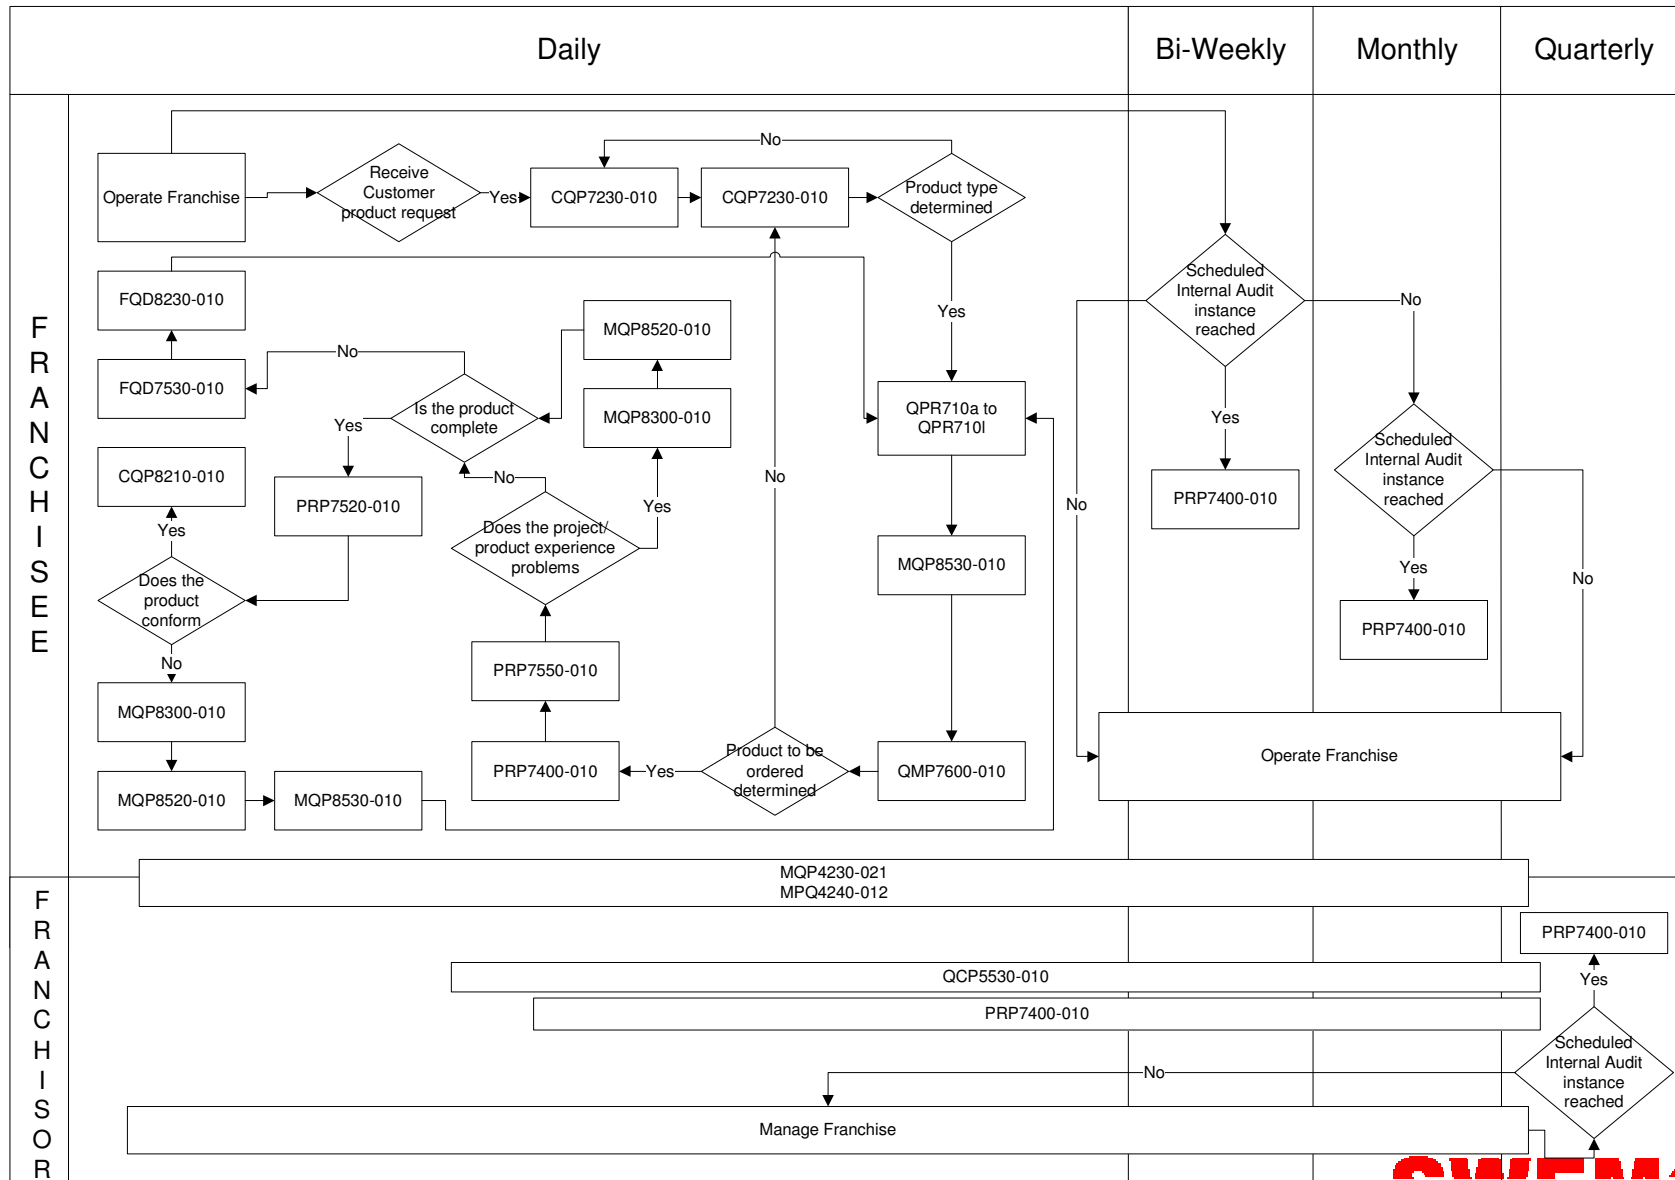 Daily
Bi-Weekly
Monthly
Quarterly
FRANCHISEE
Operate Franchise
Receive
Customer
product request
Yes
CQP7230-010
CQP7230-010
No
Product type
determined
Yes
FQD8230-010
FQD7530-010
No
MQP8520-010
MQP8300-010
Is the product
complete
Yes
No
Yes
CQP8210-010
Yes
PRP7520-010
Does the project/
product experience
problems
Does the
product
conform
No
MQP8300-010
MQP8520-010
MQP8530-010
PRP7550-010
PRP7400-010
Yes
Product to be
ordered
determined
No
QPR710a to
QPR710l
MQP8530-010
QMP7600-010
Scheduled
Internal Audit
instance
reached
No
No
Yes
PRP7400-010
Scheduled
Internal Audit
instance
reached
Yes
No
PRP7400-010
Operate Franchise
MQP4230-021
MPQ4240-012
FRANCHISOR
PRP7400-010
QCP5530-010
Yes
PRP7400-010
Scheduled
Internal Audit
instance
reached
No
Manage Franchise